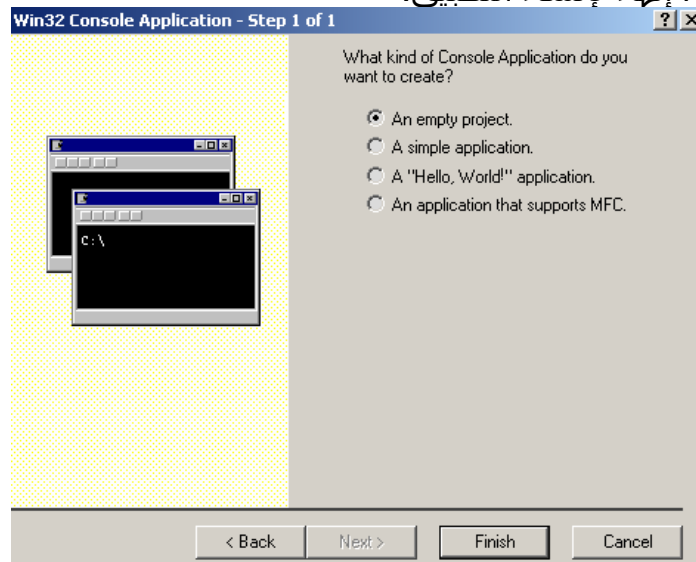 Win32 Console Application - Step 1 of 1
What kind of Console Application do you
want to create?
An empty project.
A simple application.
A "Hello, World!" application.
An application that supports MFC.
C:\
< Back
Next >
Finish
Cancel